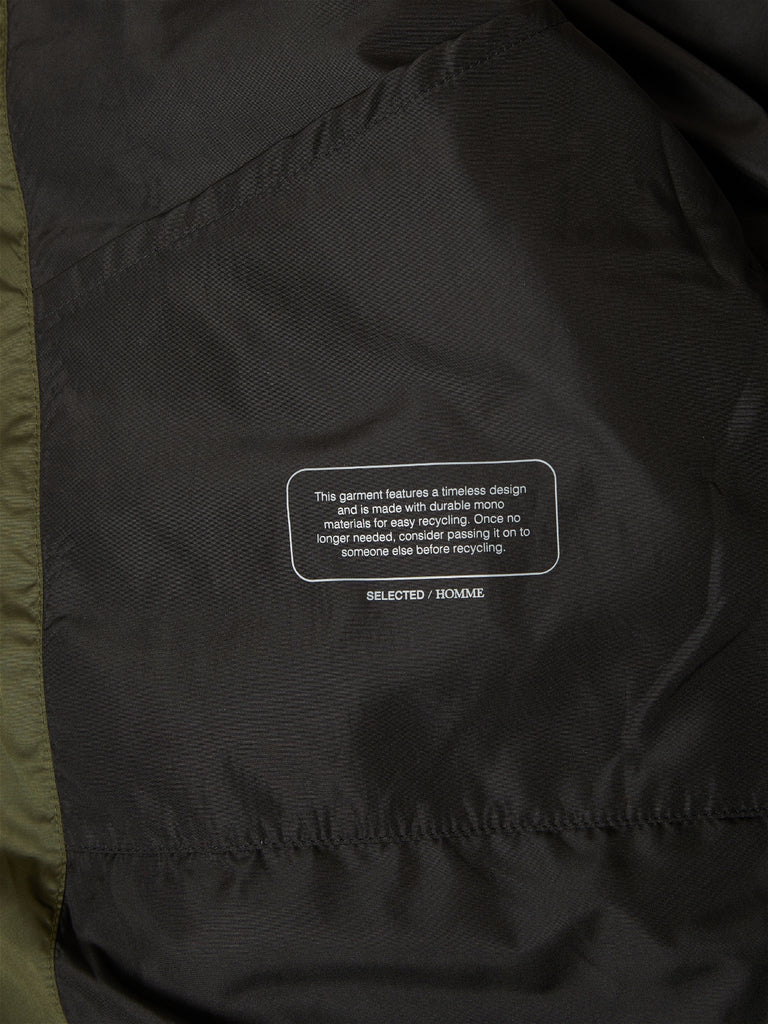 This garment features a timeless design
and is made with durable mono
materials for easy recycling. Once no
longer needed, consider passing it on to
someone else before recycling.
SELECTED / HOMME